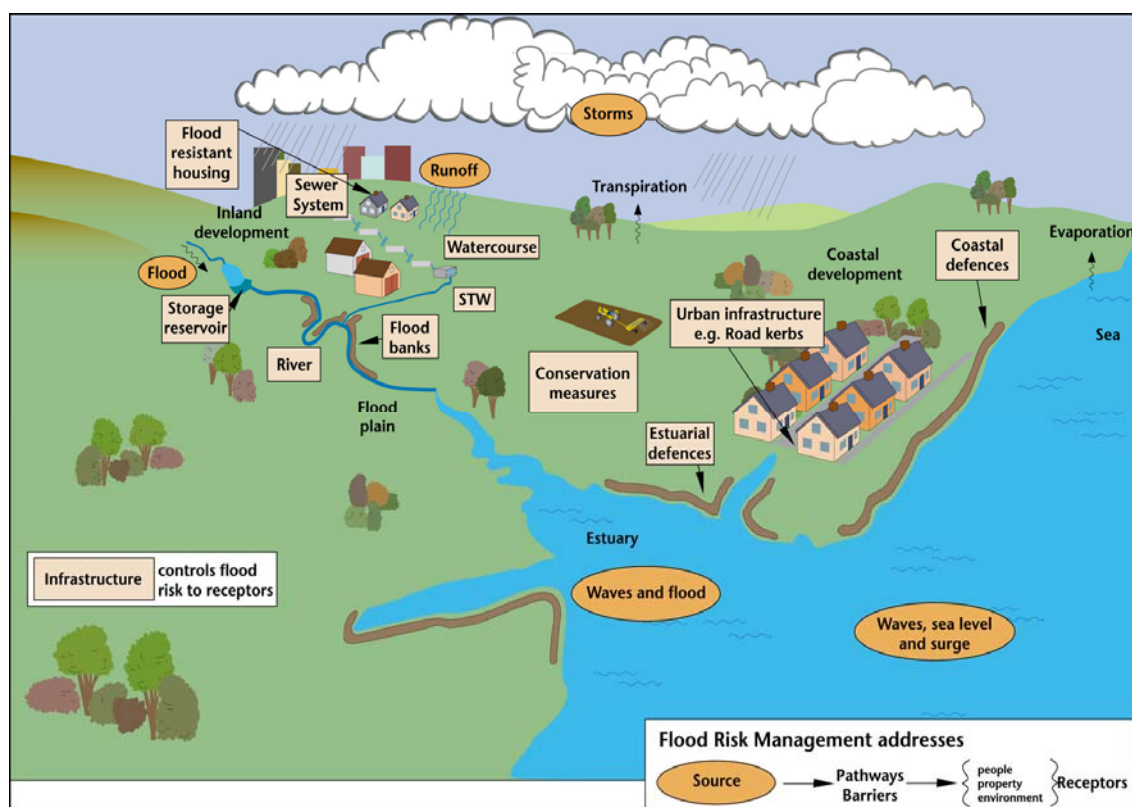 Storms
Flood
resistant
housing
Runoff
Sewer
System
Transpiration
Inland
development
Watercourse
Evaporation
Coastal
defences
Coastal
development
Flood
STW
Storage
reservoir
Urban infrastructure
e.g. Road kerbs
Sea
Flood
banks
River
Conservation
measures
Flood
plain
Estuarial
defences
Estuary
Infrastructure
controls flood
risk to receptors
Waves and flood
Waves, sea level
and surge
Flood Risk Management addresses
Source
Pathways
Barriers
people
property
environment
Receptors